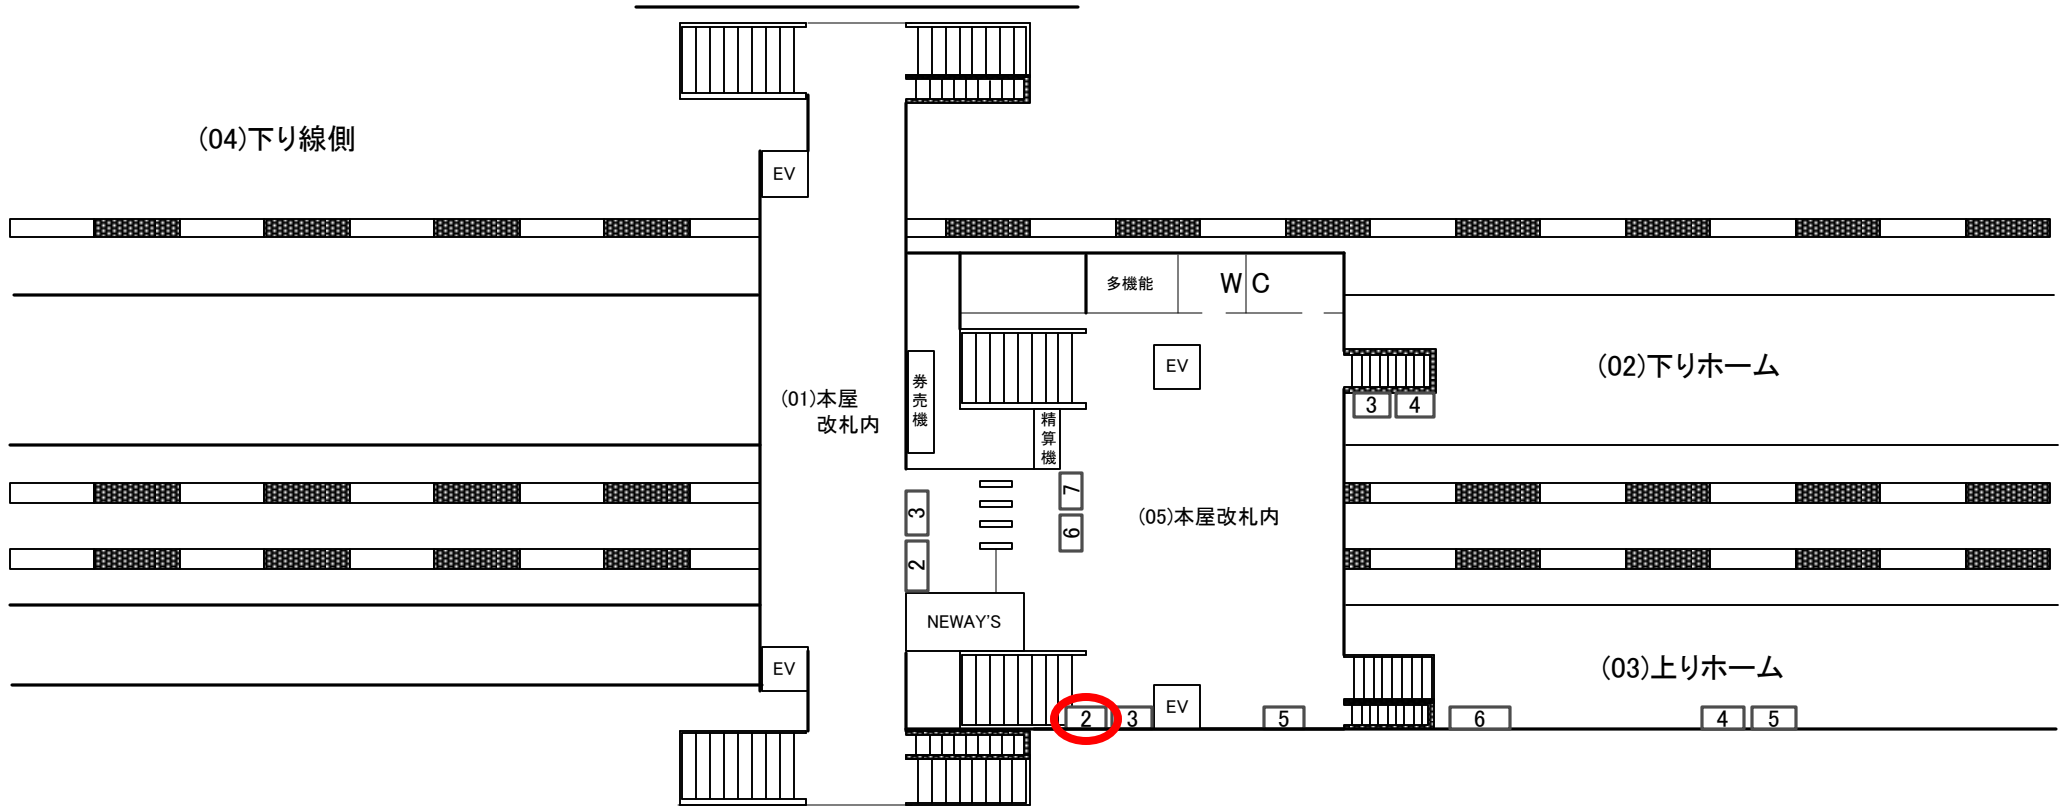 (04)下り線側
EV
多機能
W C
EV
(02)下りホーム
券売機
(01)本屋
改札内
3 4
精算機
7
3
(05)本屋改札内
6
2
NEWAY'S
EV
(03)上りホーム
2 3 EV 5 6 4 5